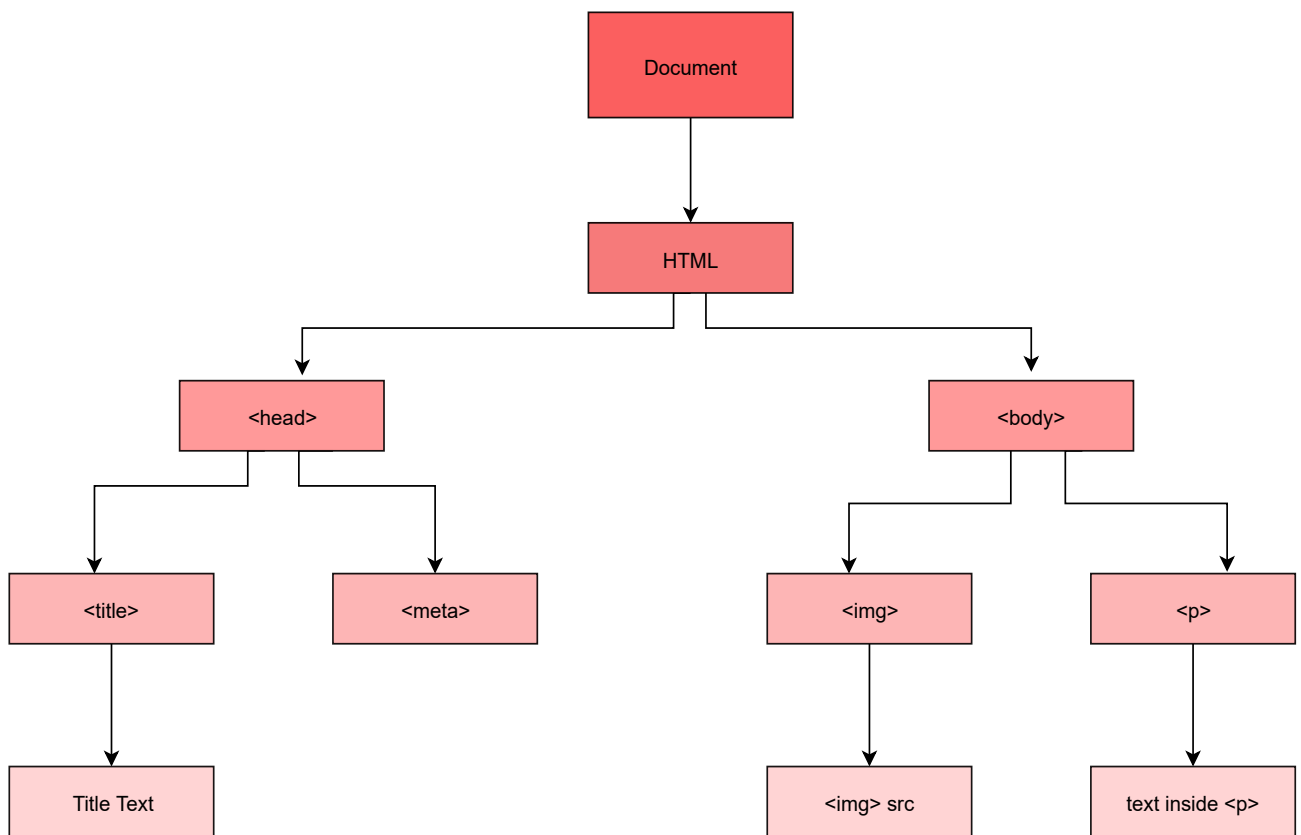 Document
HTML
<head>
<body>
<title>
<meta>
<img>
<p>
Title Text
<img> src
text inside <p>